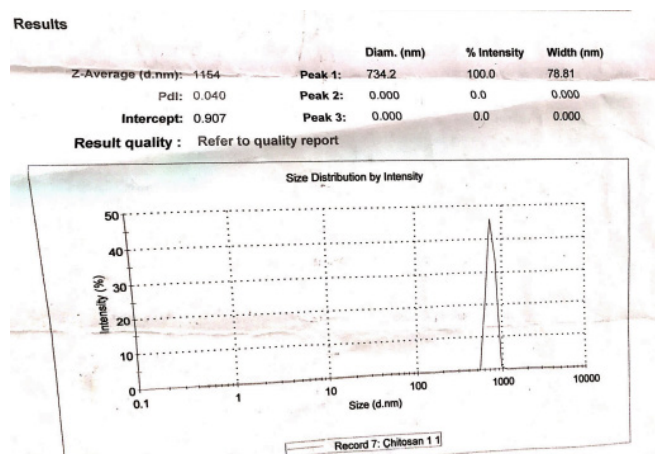 Results
Diam. (nm) % Intensity Width (nm)
Z-Average (d.nm): 1154 Peak 1: 734.2 100.0 78.81
PdI: 0.040 Peak 2: 0.000 0.0 0.000
Intercept: 0.907 Peak 3: 0.000 0.0 0.000
Result quality : Refer to quality report
Size Distribution by Intensity
50
40
30
20
10
0
Intensity (%)
0.1 1 10 100 1000 10000
Size (d.nm)
Record 7: Chitosan 1 1